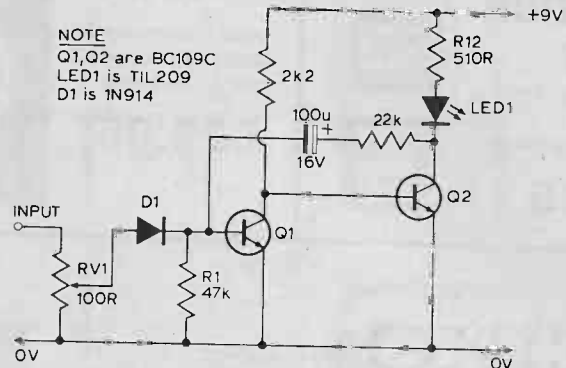 NOTE
Q1,Q2 are BC109C
LED1 is TIL209
D1 is 1N914
+9V
R12
510R
2k2
LED1
100u
+
16V
22k
D1
Q1
Q2
INPUT
RV1
100R
R1
47k
0V
0V